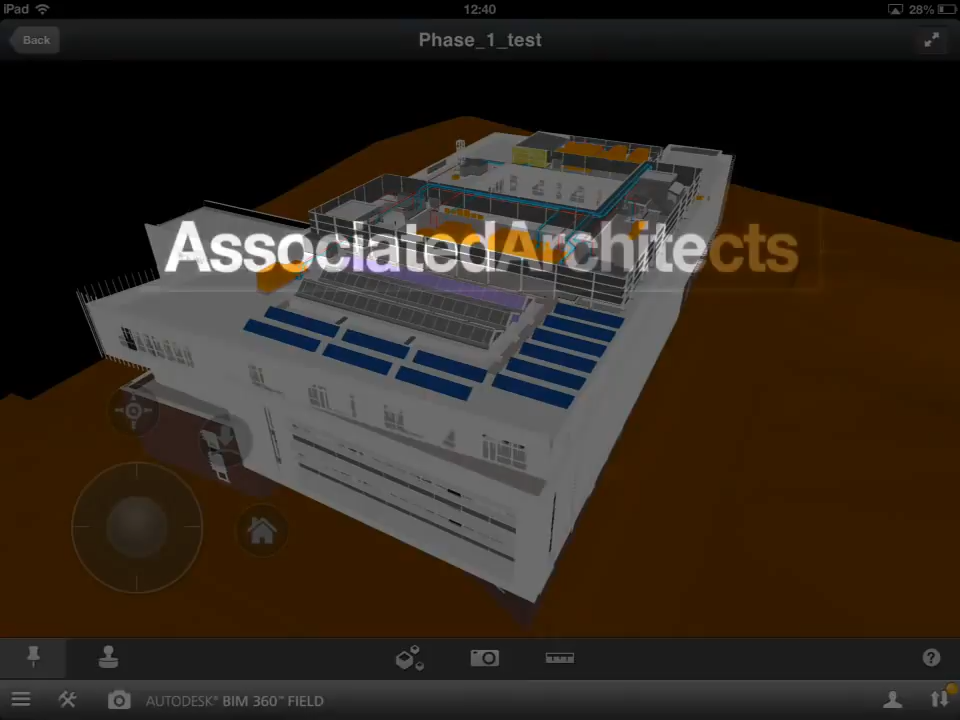 iPad 12:40 28%
Back Phase_1_test
AssociatedArchitects
AUTODESK® BIM 360™ FIELD